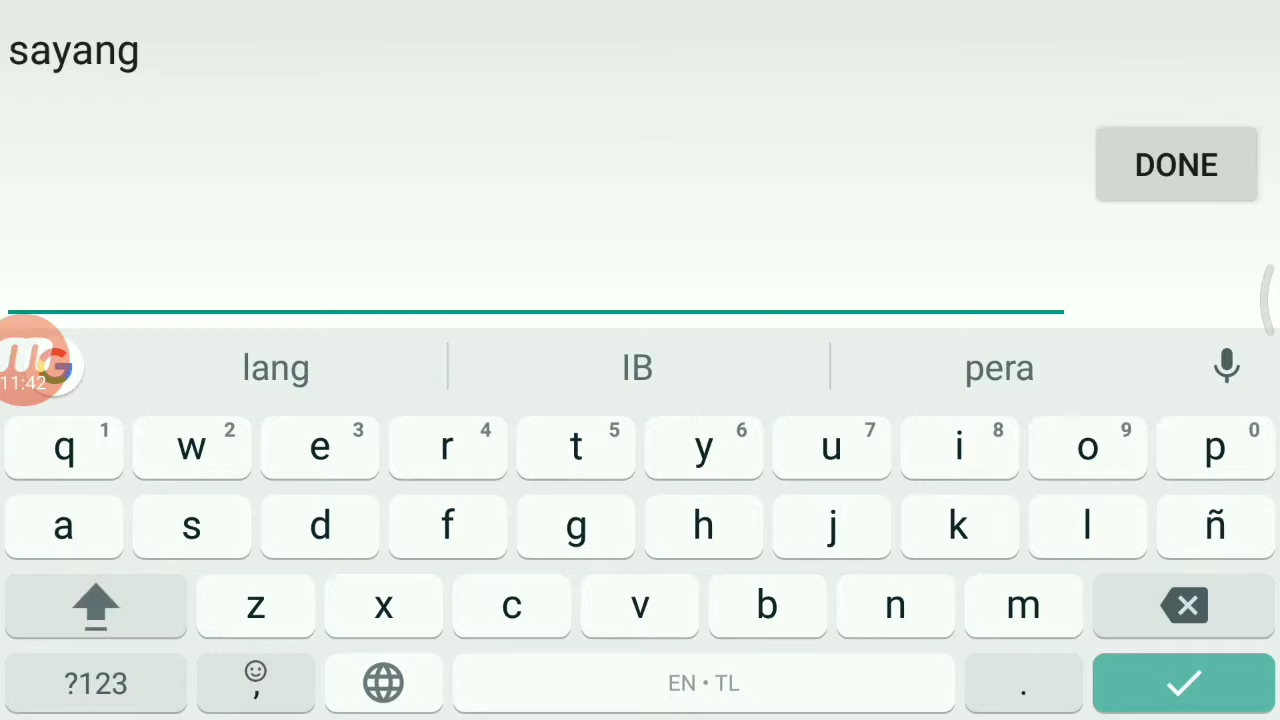 sayang
DONE
11:42
lang IB pera
q 1 w 2 e 3 r 4 t 5 y 6 u 7 i 8 o 9 p 0
a s d f g h j k l ñ
z x c v b n m
?123 , EN • TL .